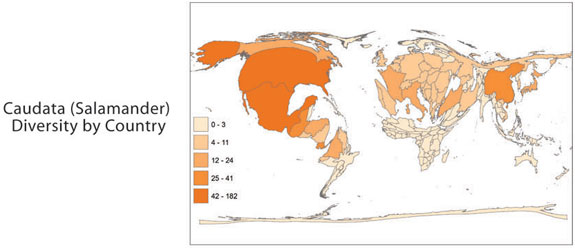 Caudata (Salamander)
Diversity by Country
0 - 3
4 - 11
12 - 24
25 - 41
42 - 182